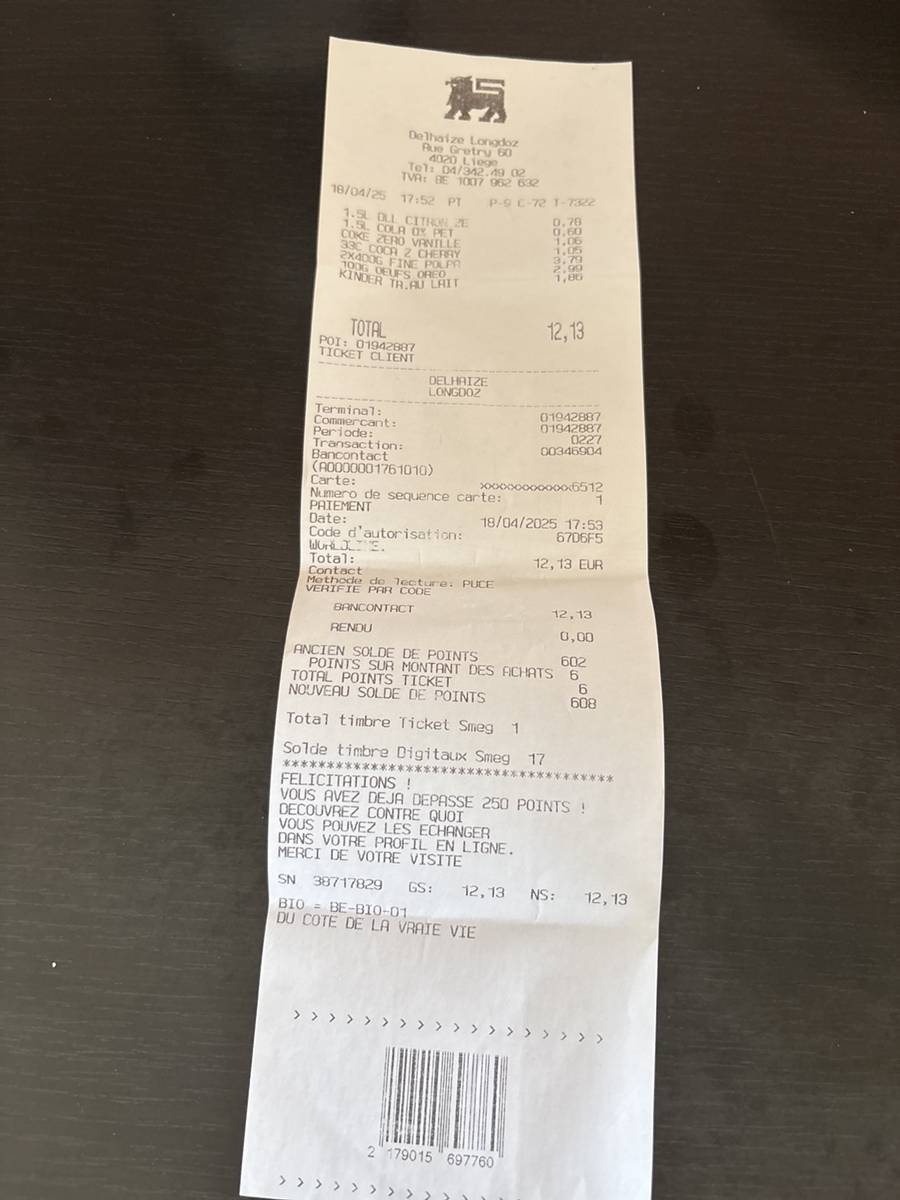 Delhaize Longdoz
Rue Gretry 60
4020 Liege
Tel: 04/342.49 02
TVA: BE 1007 962 632
18/04/25 17:52 PT P-9 C-72 T-7322
1.5L DLL CITRON ZE 0,78
1.5L COLA 0% PET 0,60
COKE ZERO VANILLE 1,06
33C COCA Z CHERRY 1,05
2X400G FINE POLPA 3,79
100G OEUFS OREO 2,99
KINDER TA.AU LAIT 1,86
TOTAL 12,13
POI: 01942887
TICKET CLIENT
DELHAIZE
LONGDOZ
Terminal: 01942887
Commercant: 01942887
Periode: 0227
Transaction: 00346904
Bancontact
(A0000001761010)
Carte: xxxxxxxxxxxx6512
Numero de sequence carte: 1
PAIEMENT
Date: 18/04/2025 17:53
Code d'autorisation: 6706F5
Total: 12,13 EUR
Contact
Methode de lecture: PUCE
VERIFIE PAR CODE
BANCONTACT 12,13
RENDU 0,00
ANCIEN SOLDE DE POINTS 602
POINTS SUR MONTANT DES ACHATS 6
TOTAL POINTS TICKET 6
NOUVEAU SOLDE DE POINTS 608
Total timbre Ticket Smeg 1
Solde timbre Digitaux Smeg 17
****************************************
FELICITATIONS !
VOUS AVEZ DEJA DEPASSE 250 POINTS !
DECOUVREZ CONTRE QUOI
VOUS POUVEZ LES ECHANGER
DANS VOTRE PROFIL EN LIGNE.
MERCI DE VOTRE VISITE
SN 38717829 GS: 12,13 NS: 12,13
BIO = BE-BIO-01
DU COTE DE LA VRAIE VIE
> > > > > > > > > > > > > > > > > >
2 179015 697760